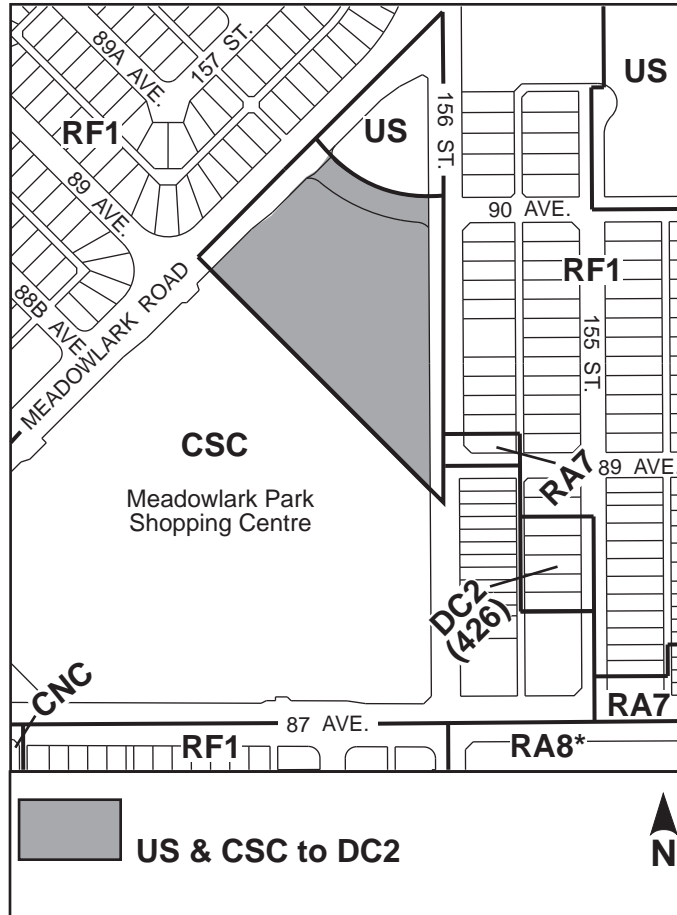 89A AVE.
157 ST.
RF1
US
US
156 ST.
89 AVE.
90 AVE.
RF1
88B AVE.
MEADOWLARK ROAD
155 ST.
CSC
Meadowlark Park
Shopping Centre
RA7
89 AVE.
DC2
(426)
CNC
87 AVE.
RA7
RF1
RA8*
US & CSC to DC2
N